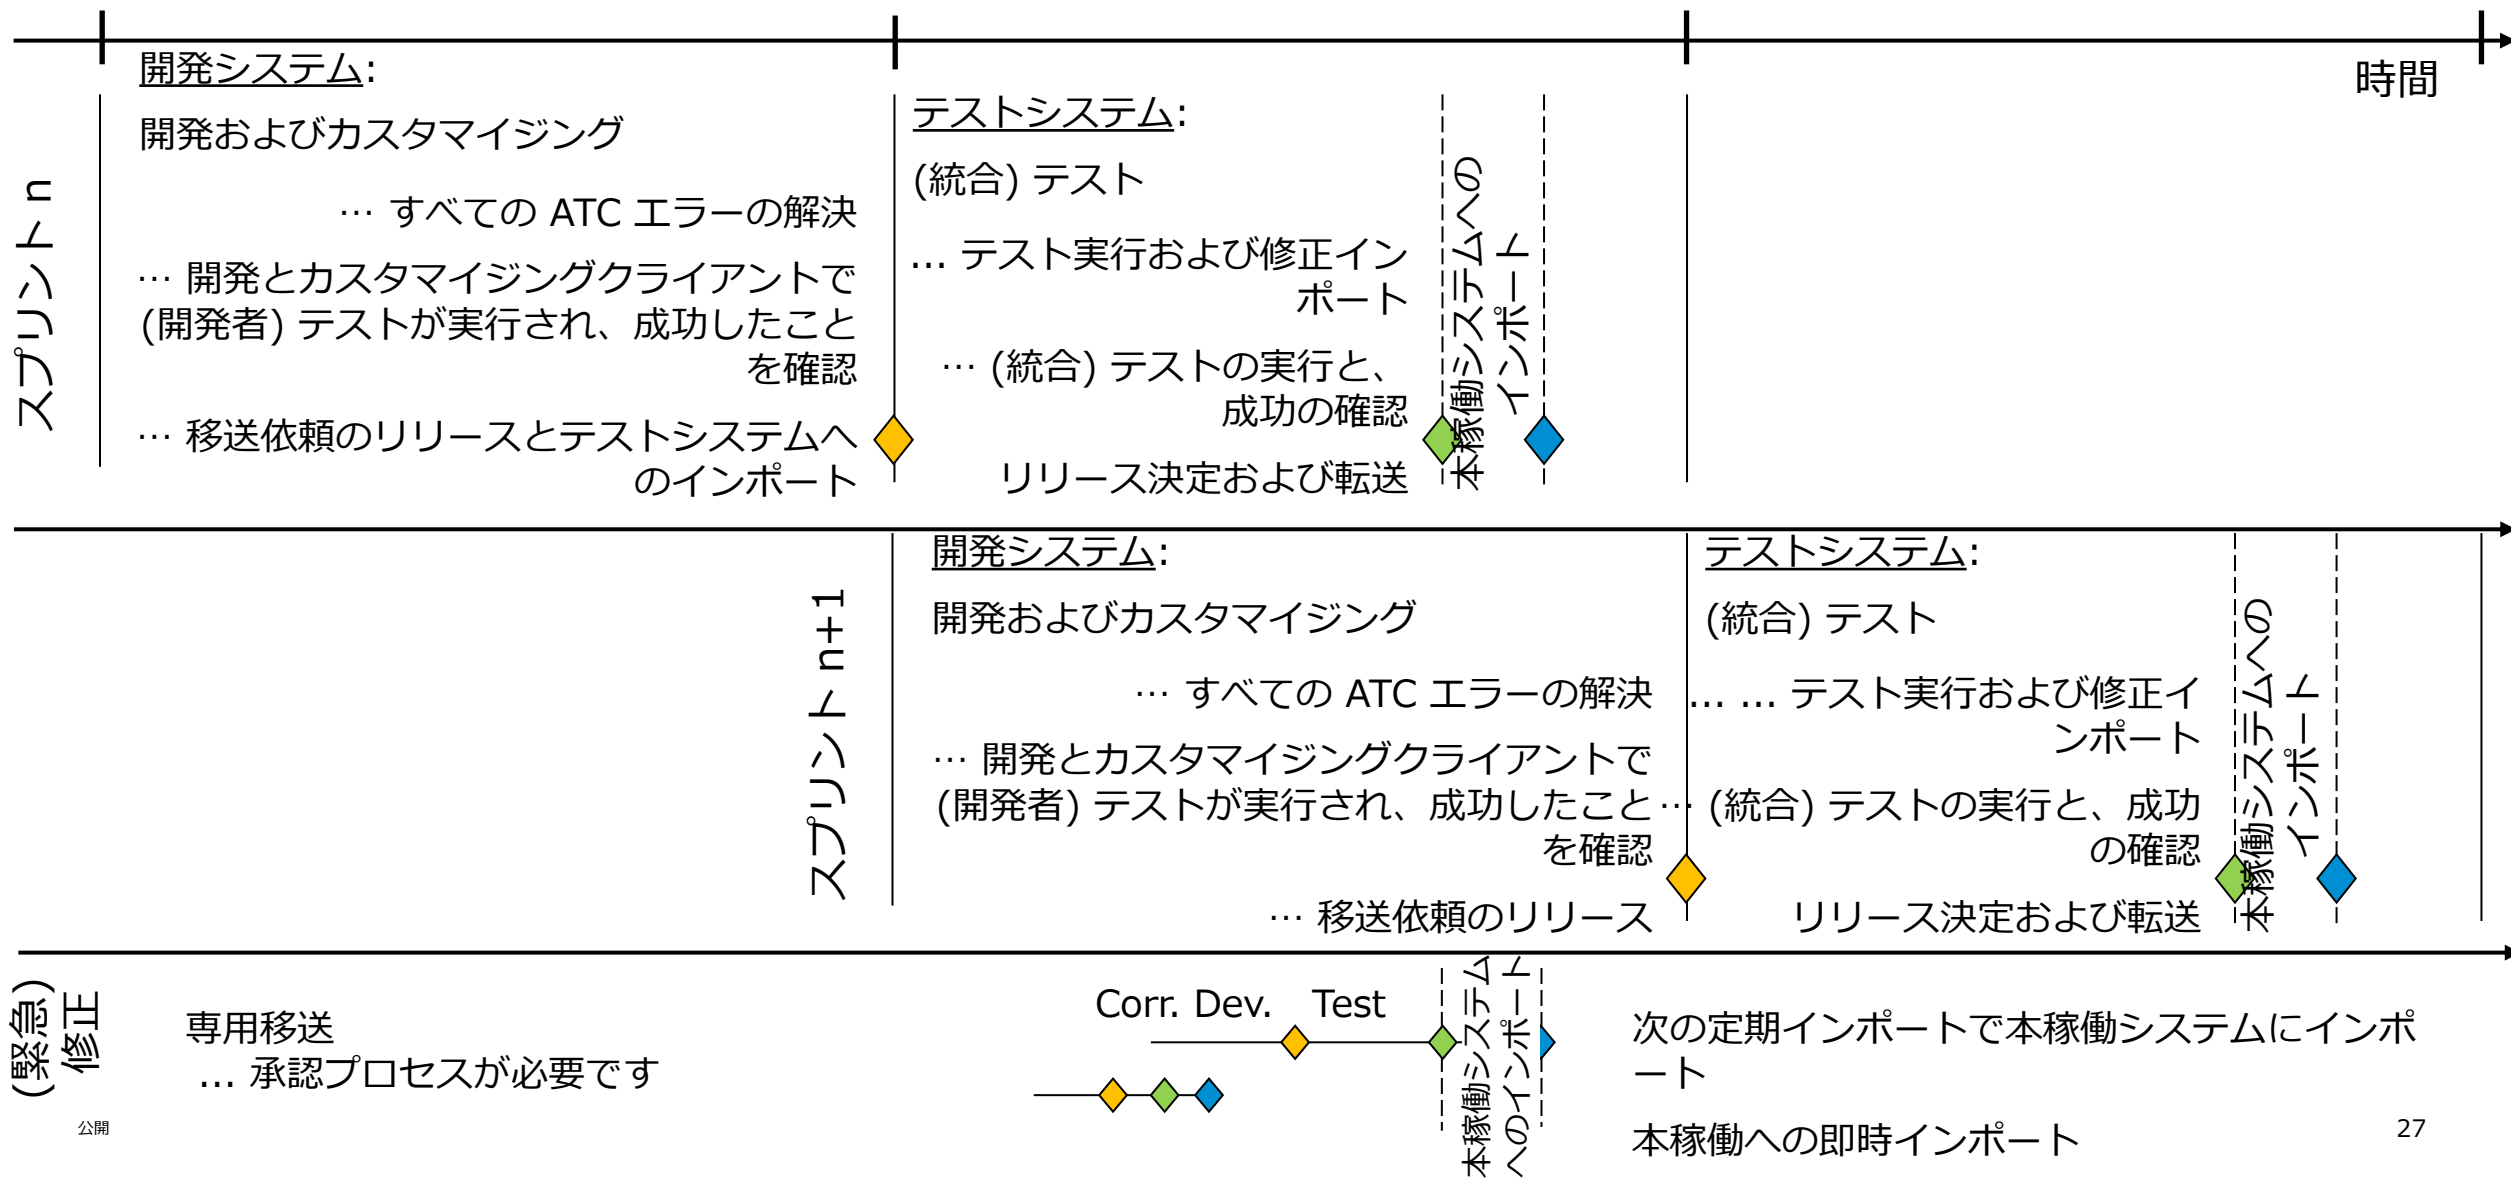 時間
スプリント n
開発システム:
開発およびカスタマイジング
… すべての ATC エラーの解決
… 開発とカスタマイジングクライアントで
(開発者) テストが実行され、成功したこと
を確認
… 移送依頼のリリースとテストシステムへ
のインポート
テストシステム:
(統合) テスト
... テスト実行および修正イン
ポート
… (統合) テストの実行と、
成功の確認
リリース決定および転送
本稼働システムへの
インポート
スプリント n+1
開発システム:
開発およびカスタマイジング
… すべての ATC エラーの解決
… 開発とカスタマイジングクライアントで
(開発者) テストが実行され、成功したこと
を確認
… 移送依頼のリリース
テストシステム:
(統合) テスト
... ... テスト実行および修正イ
ンポート
… (統合) テストの実行と、成功
の確認
リリース決定および転送
本稼働システムへの
インポート
(緊急)
修正
専用移送
... 承認プロセスが必要です
Corr. Dev.
Test
本稼働システム
へのインポート
次の定期インポートで本稼働システムにインポ
ート
本稼働への即時インポート
公開
27